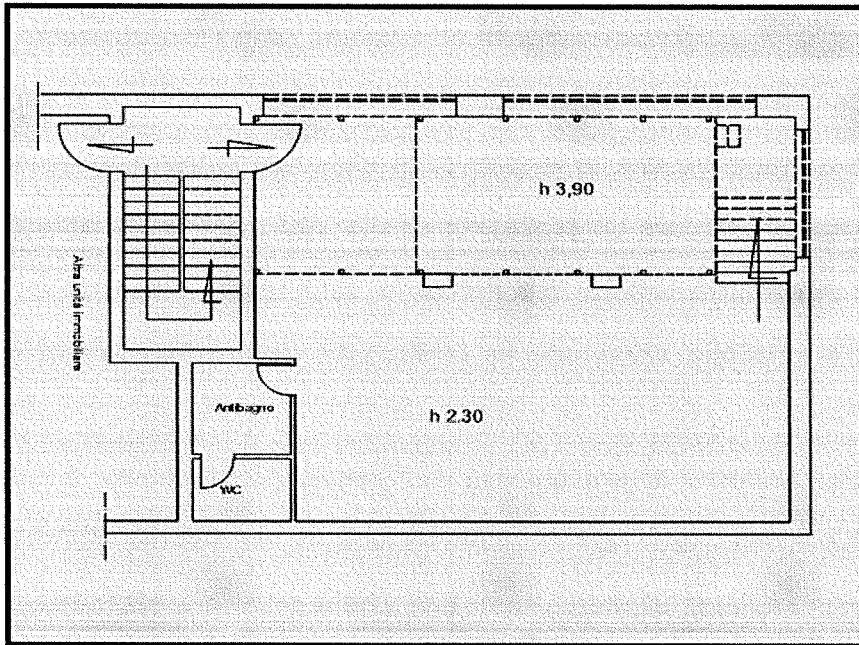 h 3,90
Altra unità immobiliare
h 2.30
Antibagno
WC